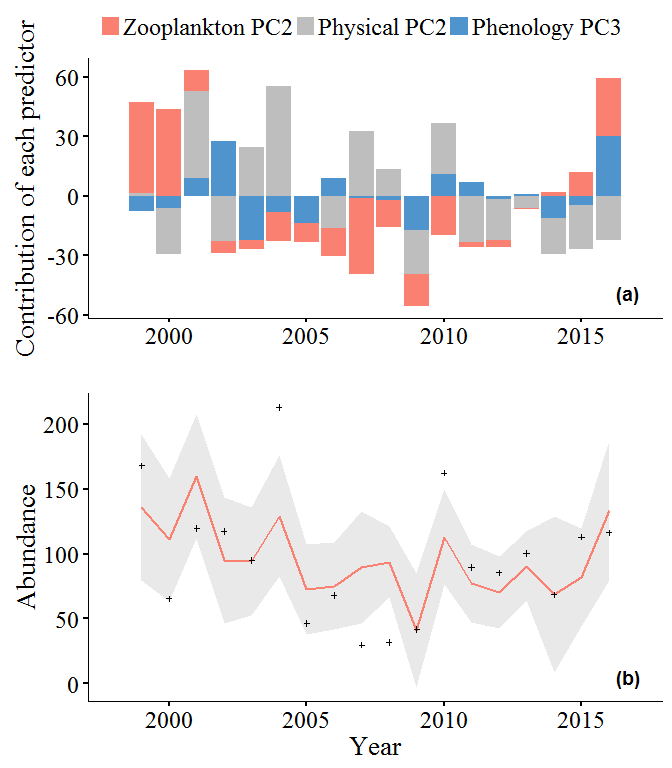 Zooplankton PC2 Physical PC2 Phenology PC3
Contribution of each predictor
60
30
0
-30
-60
(a)
2000 2005 2010 2015
Abundance
200
150
100
50
0
(b)
2000 2005 2010 2015
Year